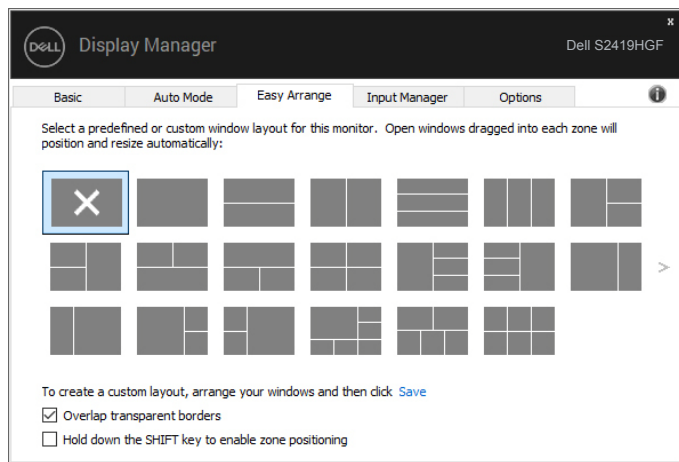 x
DELL Display Manager Dell S2419HGF
Basic Auto Mode Easy Arrange Input Manager Options
Select a predefined or custom window layout for this monitor. Open windows dragged into each zone will
position and resize automatically:
To create a custom layout, arrange your windows and then click Save
Overlap transparent borders
Hold down the SHIFT key to enable zone positioning